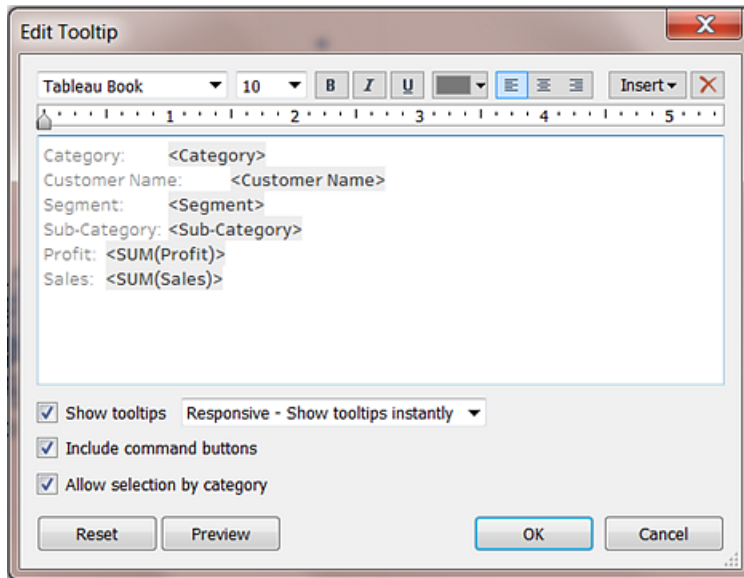 Edit Tooltip
Tableau Book 10 B I U Insert
1 2 3 4 5
Category: <Category>
Customer Name: <Customer Name>
Segment: <Segment>
Sub-Category: <Sub-Category>
Profit: <SUM(Profit)>
Sales: <SUM(Sales)>
Show tooltips Responsive - Show tooltips instantly
Include command buttons
Allow selection by category
Reset Preview OK Cancel